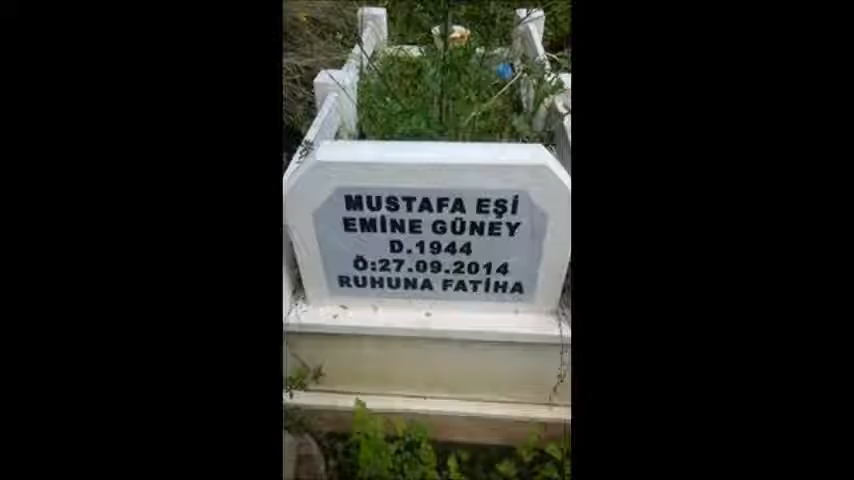 MUSTAFA EŞİ
EMİNE GÜNEY
D.1944
Ö:27.09.2014
RUHUNA FATİHA